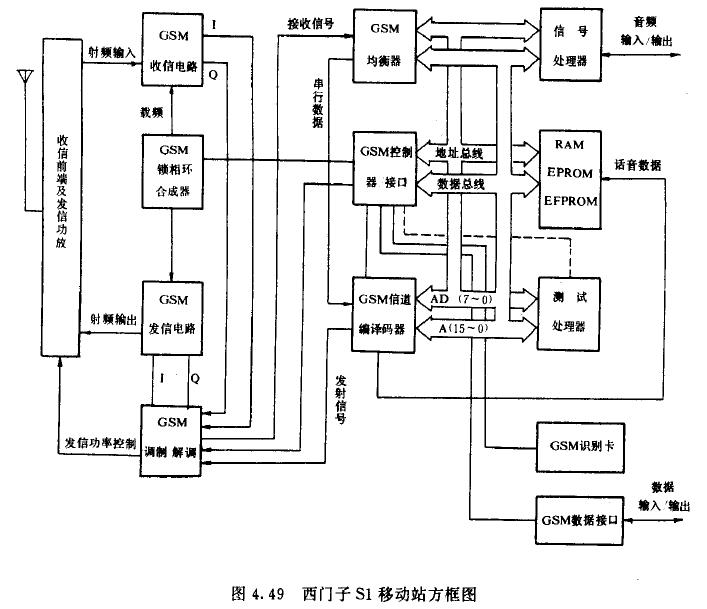 射频输入
GSM
收信电路
I
Q
载频
GSM
锁相环
合成器
收信前端及发信功放
GSM
发信电路
射频输出
I
Q
GSM
调制 解调
发信功率控制
接收信号
GSM
均衡器
串行数据
信号
处理器
音频
输入/输出
GSM控制
器 接口
地址总线
数据总线
RAM
EPROM
EFPROM
话音数据
GSM信道
编译码器
AD (7~0)
A(15~0)
测 试
处理器
发射信号
GSM识别卡
GSM数据接口
数据
输入/输出
图 4.49 西门子 S1 移动站方框图